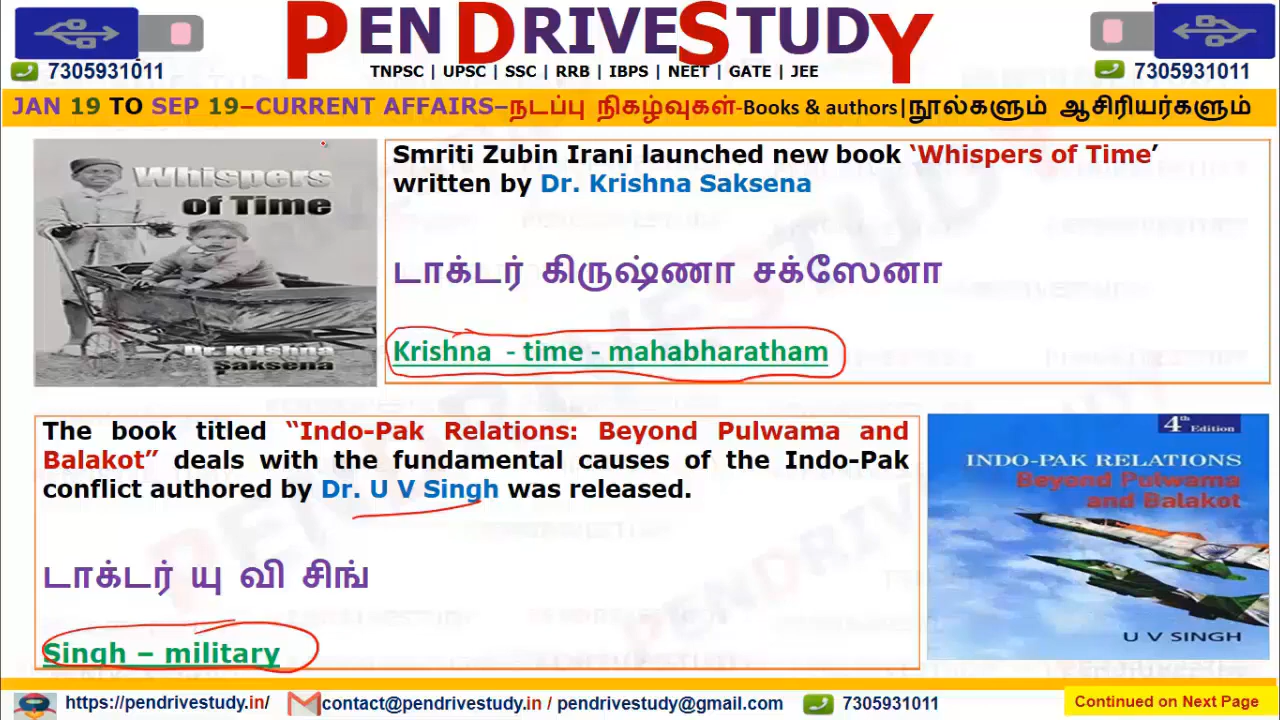 PENDRIVESTUDY
TNPSC | UPSC | SSC | RRB | IBPS | NEET | GATE | JEE
7305931011
7305931011
JAN 19 TO SEP 19–CURRENT AFFAIRS–நடப்பு நிகழ்வுகள்-Books & authors|நூல்களும் ஆசிரியர்களும்
Whispers
of Time
Dr. Krishna
Saksena
Smriti Zubin Irani launched new book ‘Whispers of Time’
written by Dr. Krishna Saksena
டாக்டர் கிருஷ்ணா சக்ஸேனா
Krishna - time - mahabharatham
The book titled “Indo-Pak Relations: Beyond Pulwama and
Balakot” deals with the fundamental causes of the Indo-Pak
conflict authored by Dr. U V Singh was released.
டாக்டர் யு வி சிங்
Singh – military
4th Edition
INDO-PAK RELATIONS
Beyond Pulwama
and Balakot
U V SINGH
https://pendrivestudy.in/
contact@pendrivestudy.in / pendrivestudy@gmail.com
7305931011
Continued on Next Page